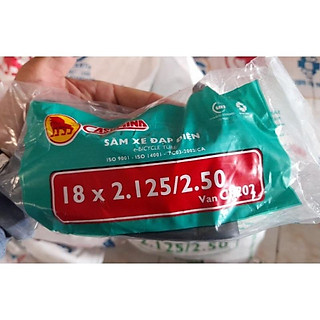 CASUMINA
SĂM XE ĐẠP ĐIỆN
e-BICYCLE TUBE
ISO 9001 - ISO 14001
18 x 2.125/2.50
Van
2.125/2.50